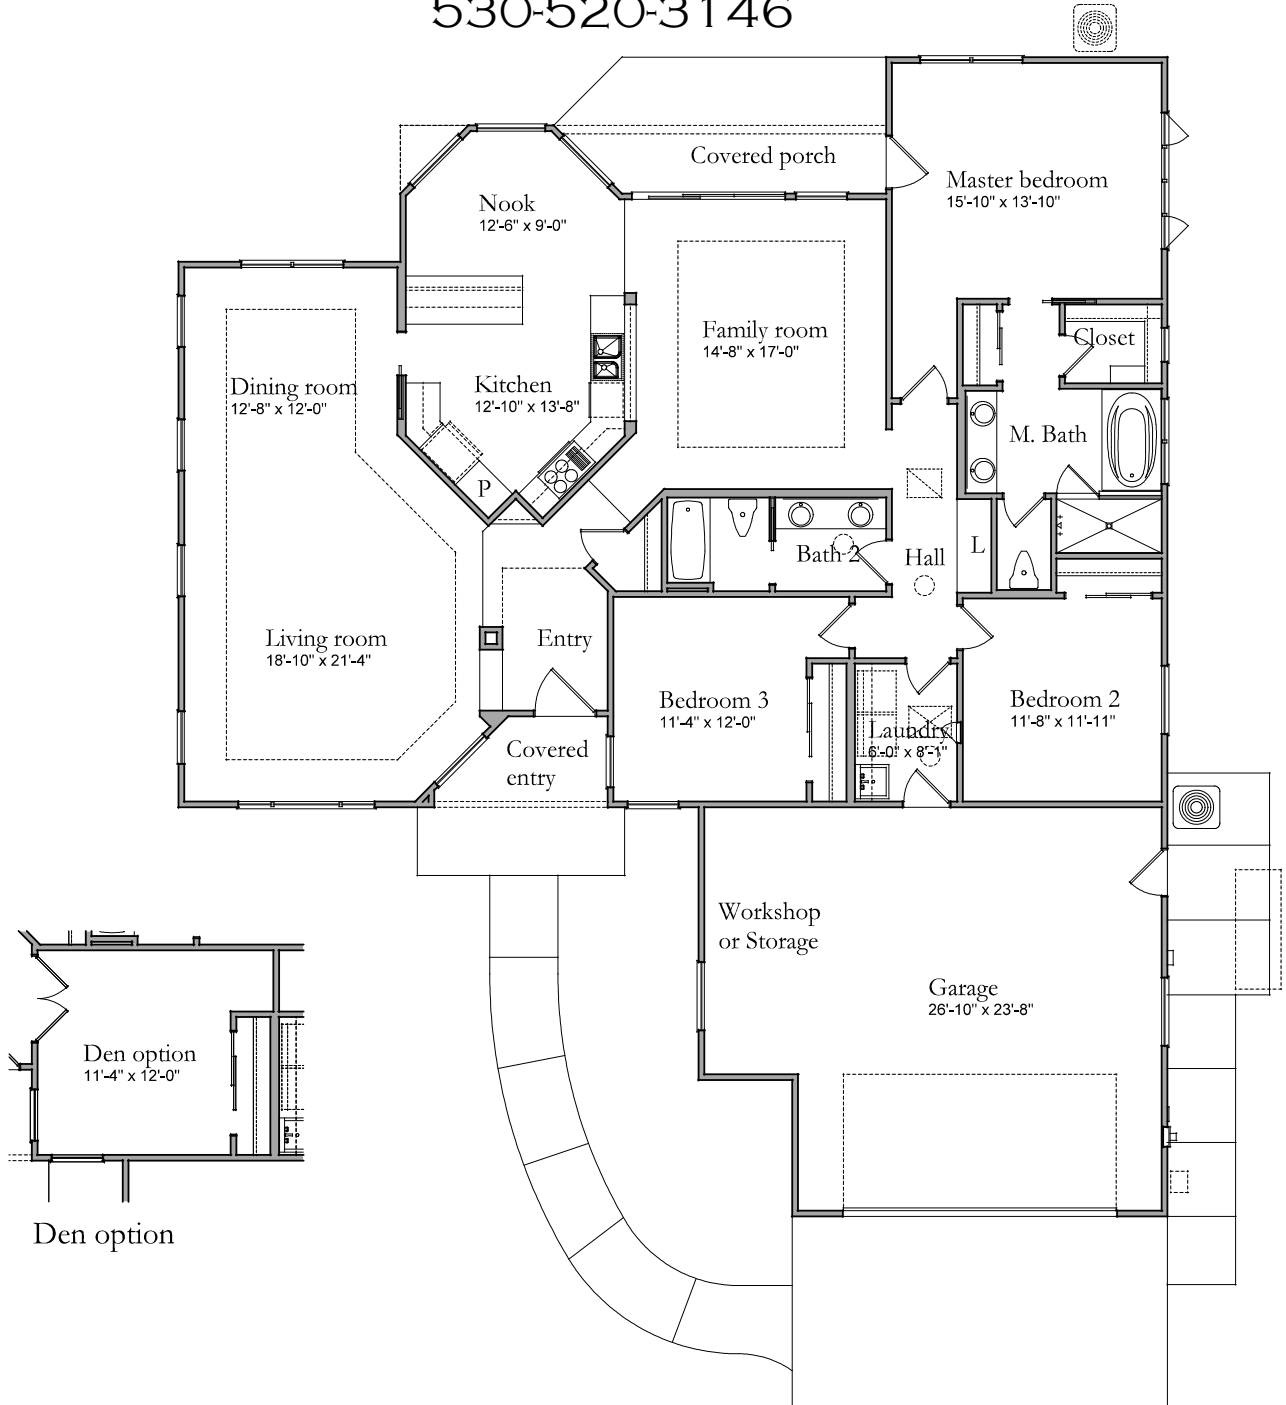 530-520-3146
Covered porch
Master bedroom
15'-10" x 13'-10"
Nook
12'-6" x 9'-0"
Family room
14'-8" x 17'-0"
Closet
Dining room
12'-8" x 12'-0"
Kitchen
12'-10" x 13'-8"
M. Bath
P
Bath 2
Hall
L
Living room
18'-10" x 21'-4"
Entry
Bedroom 3
11'-4" x 12'-0"
Bedroom 2
11'-8" x 11'-11"
Laundry
6'-0" x 8'-1"
Covered
entry
Workshop
or Storage
Garage
26'-10" x 23'-8"
Den option
11'-4" x 12'-0"
Den option